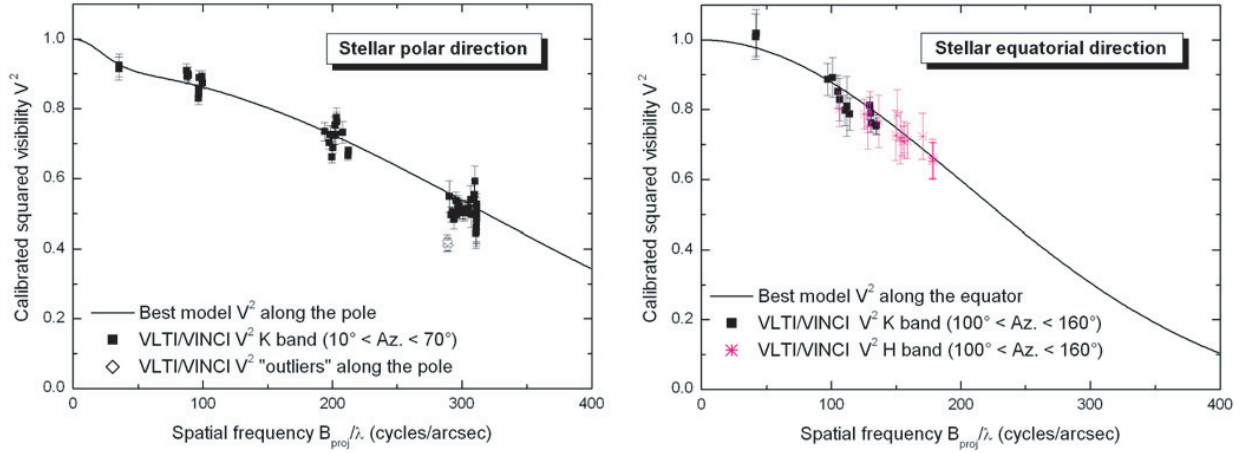 Stellar polar direction
Calibrated squared visibility V²
1.0
0.8
0.6
0.4
0.2
0.0
Best model V² along the pole
VLTI/VINCI V² K band (10° < Az. < 70°)
VLTI/VINCI V² "outliers" along the pole
0 100 200 300 400
Spatial frequency B_proj/λ (cycles/arcsec)
Stellar equatorial direction
Calibrated squared visibility V²
1.0
0.8
0.6
0.4
0.2
0.0
Best model V² along the equator
VLTI/VINCI V² K band (100° < Az. < 160°)
VLTI/VINCI V² H band (100° < Az. < 160°)
0 100 200 300 400
Spatial frequency B_proj/λ (cycles/arcsec)